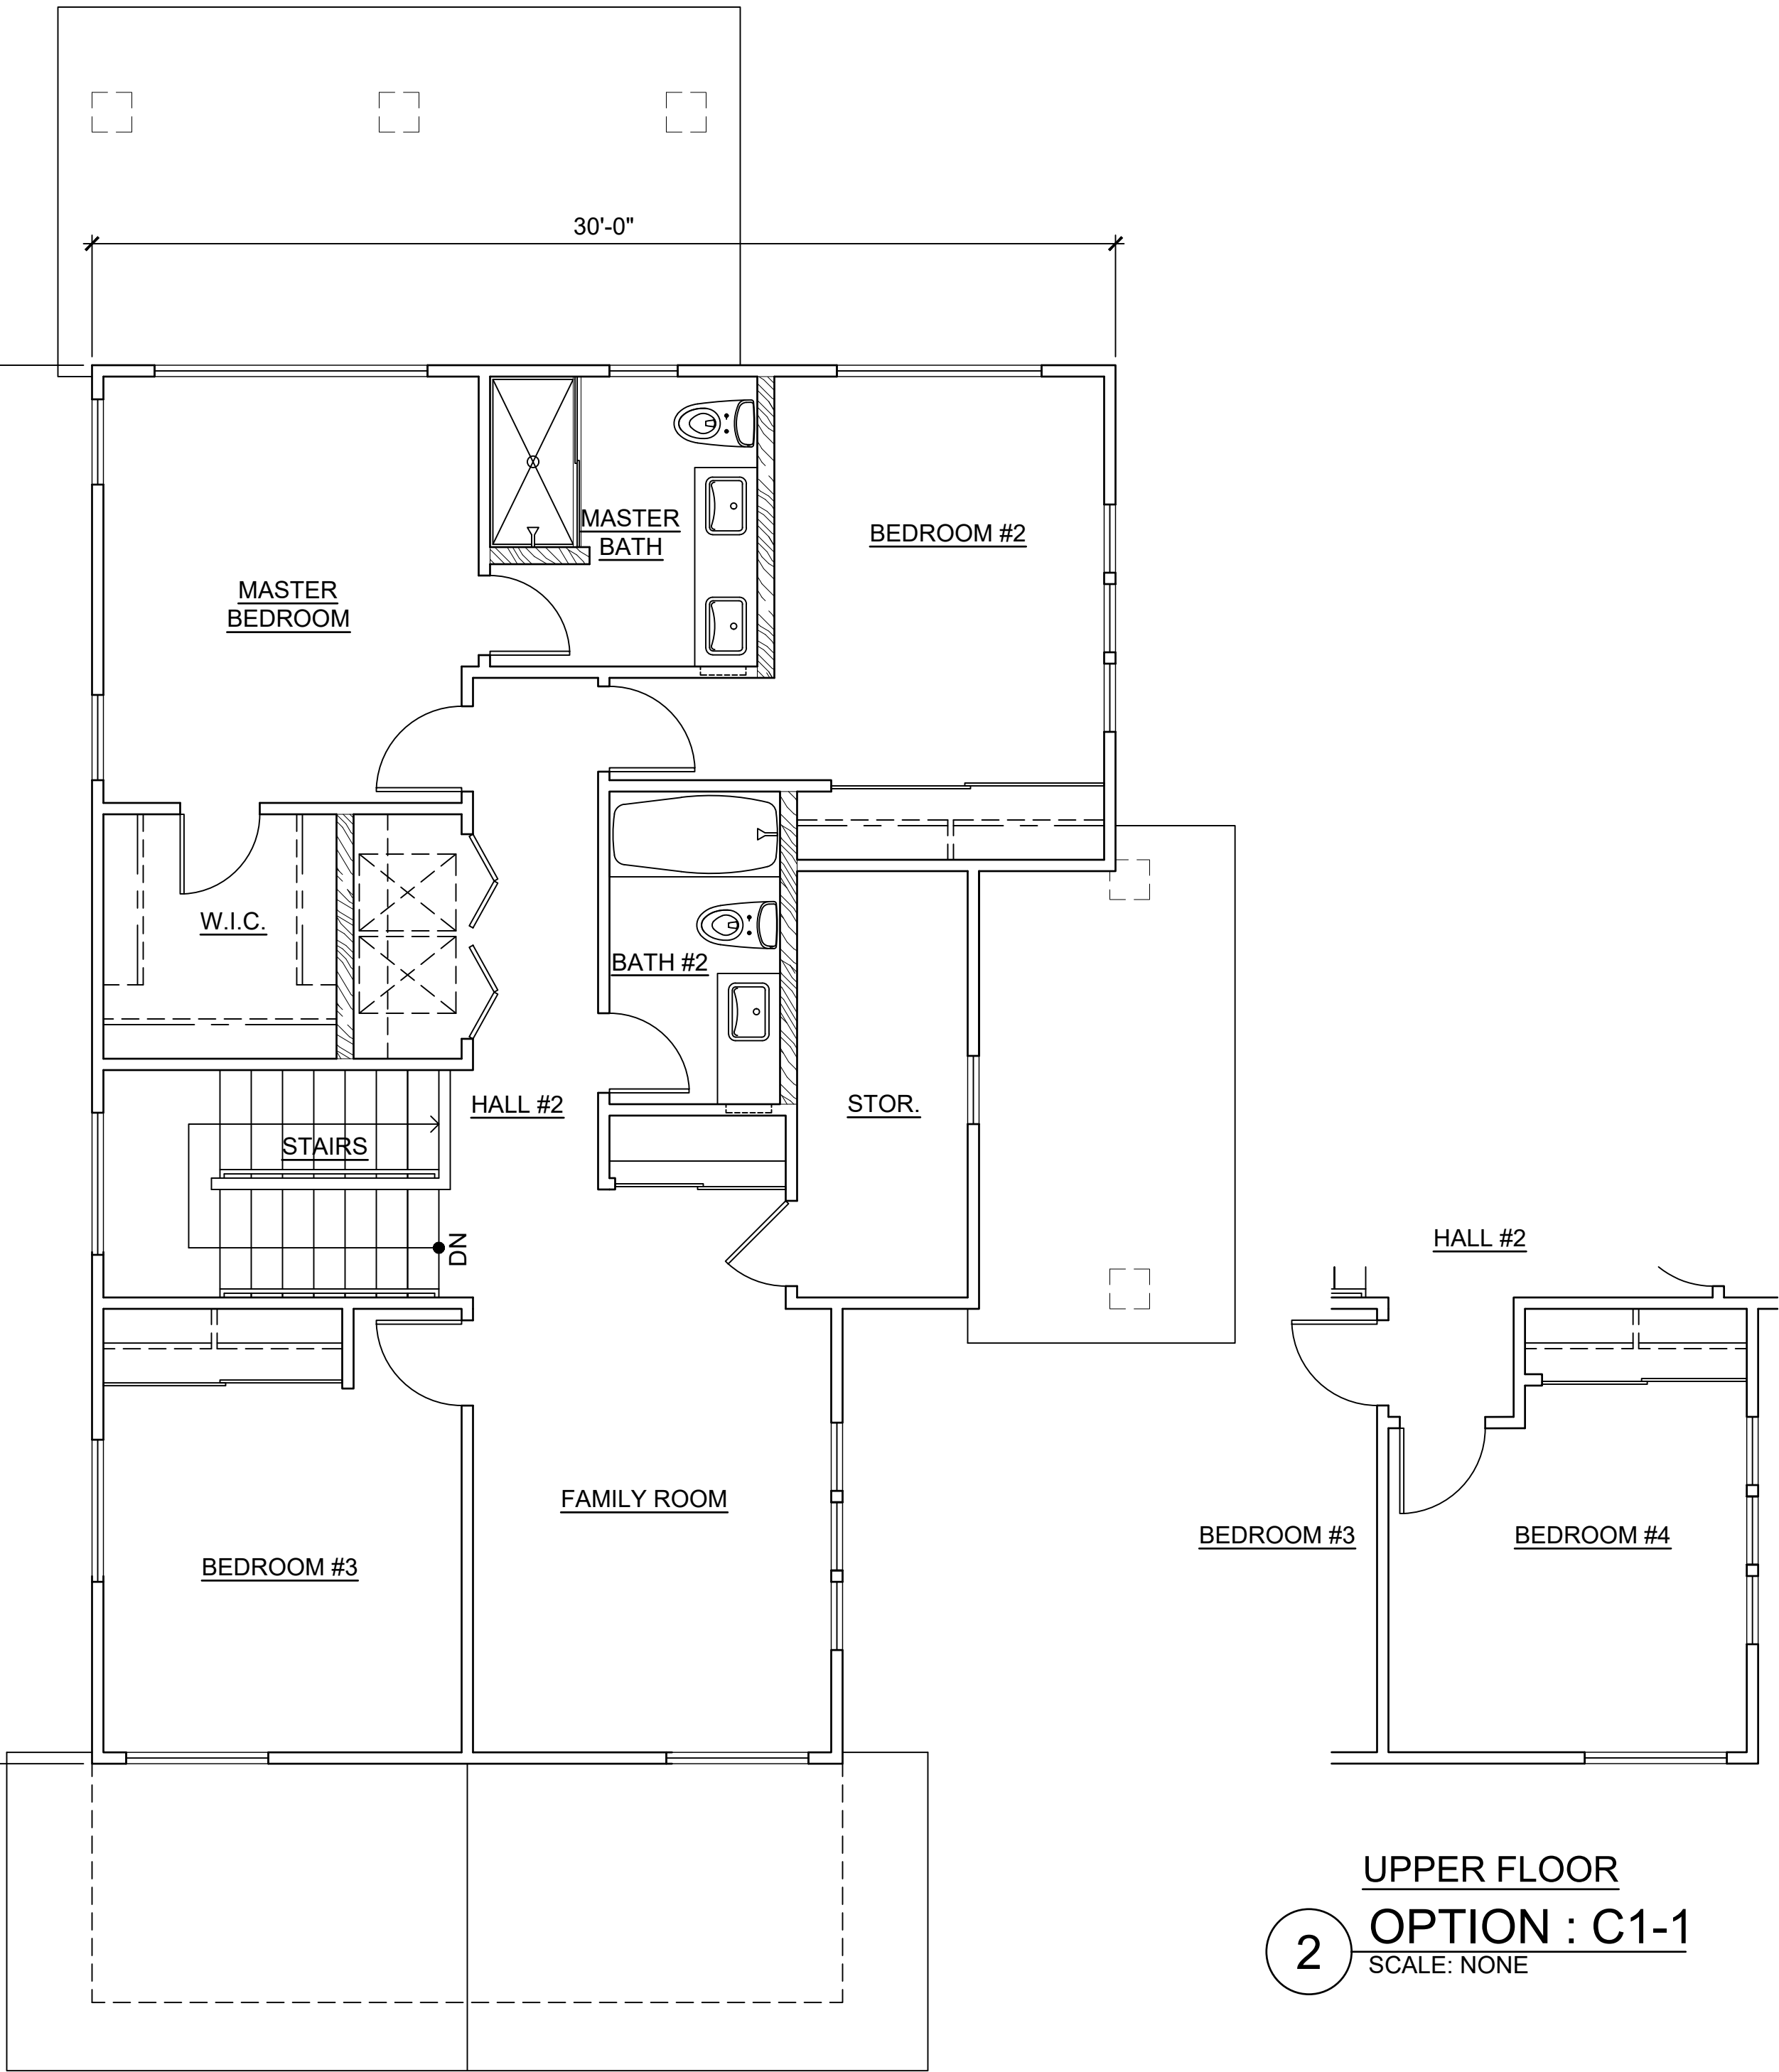 30'-0"
MASTER
BATH
BEDROOM #2
MASTER
BEDROOM
W.I.C.
BATH #2
HALL #2
STOR.
STAIRS
DN
HALL #2
FAMILY ROOM
BEDROOM #3
BEDROOM #4
BEDROOM #3
UPPER FLOOR
2
OPTION : C1-1
SCALE: NONE